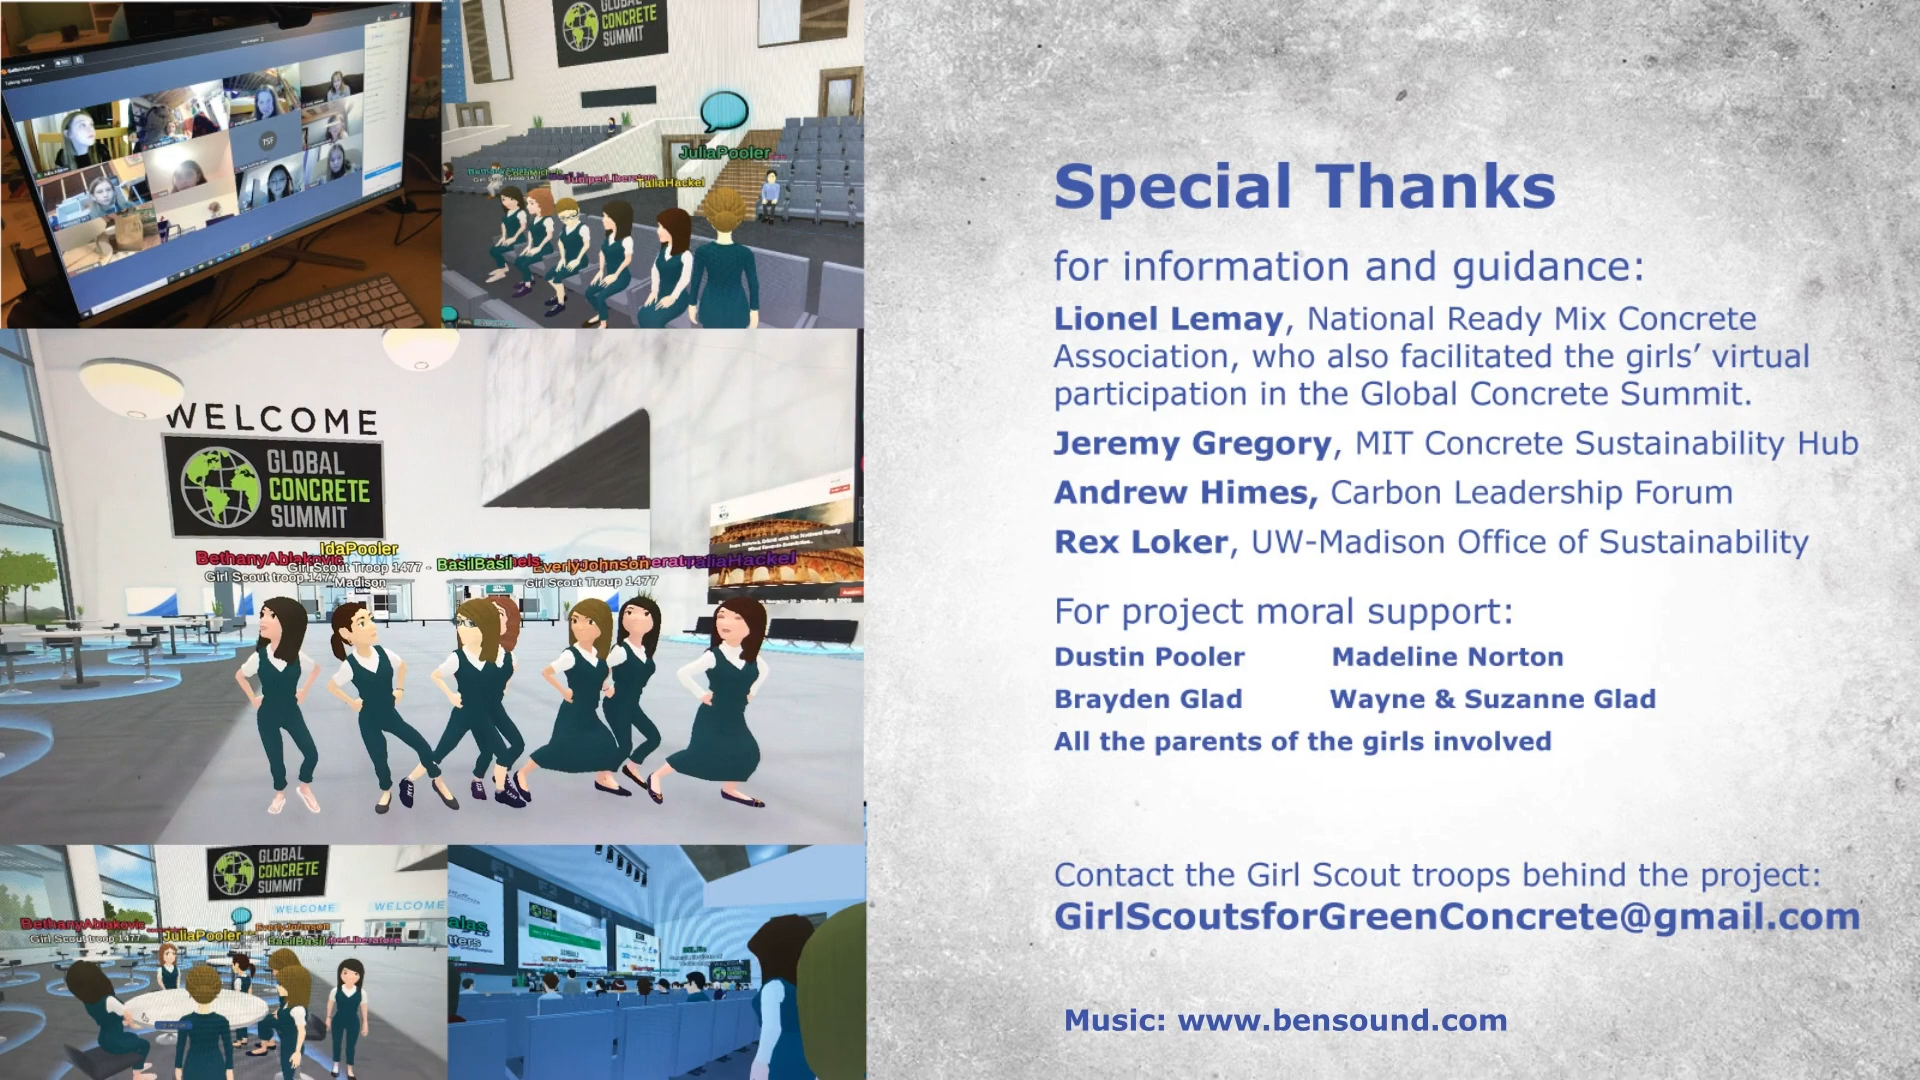 GLOBAL
CONCRETE
SUMMIT
JuliaPooler
TaliaHackel
WELCOME
GLOBAL
CONCRETE
SUMMIT
IdaPooler
BethanyAblakovic
Girl Scout Troop 1477 -
Madison
Girl Scout troop 1477
BasilBasil
EverlyJohnson
Girl Scout Troup 1477
TaliaHackel
GLOBAL
CONCRETE
SUMMIT
WELCOME
WELCOME
BethanyAblakovic
Girl Scout troop 1477
JuliaPooler
EverlyJohnson
BasilBasil
Special Thanks
for information and guidance:
Lionel Lemay, National Ready Mix Concrete
Association, who also facilitated the girls’ virtual
participation in the Global Concrete Summit.
Jeremy Gregory, MIT Concrete Sustainability Hub
Andrew Himes, Carbon Leadership Forum
Rex Loker, UW-Madison Office of Sustainability
For project moral support:
Dustin Pooler Madeline Norton
Brayden Glad Wayne & Suzanne Glad
All the parents of the girls involved
Contact the Girl Scout troops behind the project:
GirlScoutsforGreenConcrete@gmail.com
Music: www.bensound.com